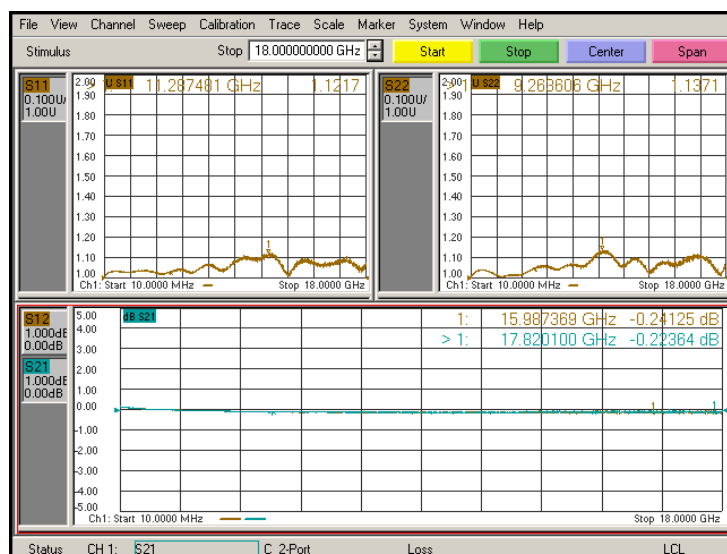 File View Channel Sweep Calibration Trace Scale Marker System Window Help
Stimulus Stop 18.000000000 GHz Start Stop Center Span
S11
0.100U/
1.00U
2.00 U S11 > 1: 11.287481 GHz 1.1217
1.90
1.80
1.70
1.60
1.50
1.40
1.30
1.20
1.10
1.00
1
Ch1: Start 10.0000 MHz Stop 18.0000 GHz
S22
0.100U/
1.00U
2.00 U S22 > 1: 9.268606 GHz 1.1371
1.90
1.80
1.70
1.60
1.50
1.40
1.30
1.20
1.10
1.00
1
Ch1: Start 10.0000 MHz Stop 18.0000 GHz
S12
1.000dB
0.00dB
S21
1.000dB
0.00dB
5.00 dB S21 1: 15.987369 GHz -0.24125 dB
4.00 > 1: 17.820100 GHz -0.22364 dB
3.00
2.00
1.00
0.00
-1.00
-2.00
-3.00
-4.00
-5.00
1 1
Ch1: Start 10.0000 MHz Stop 18.0000 GHz
Status CH 1: S21 C 2-Port Loss LCL